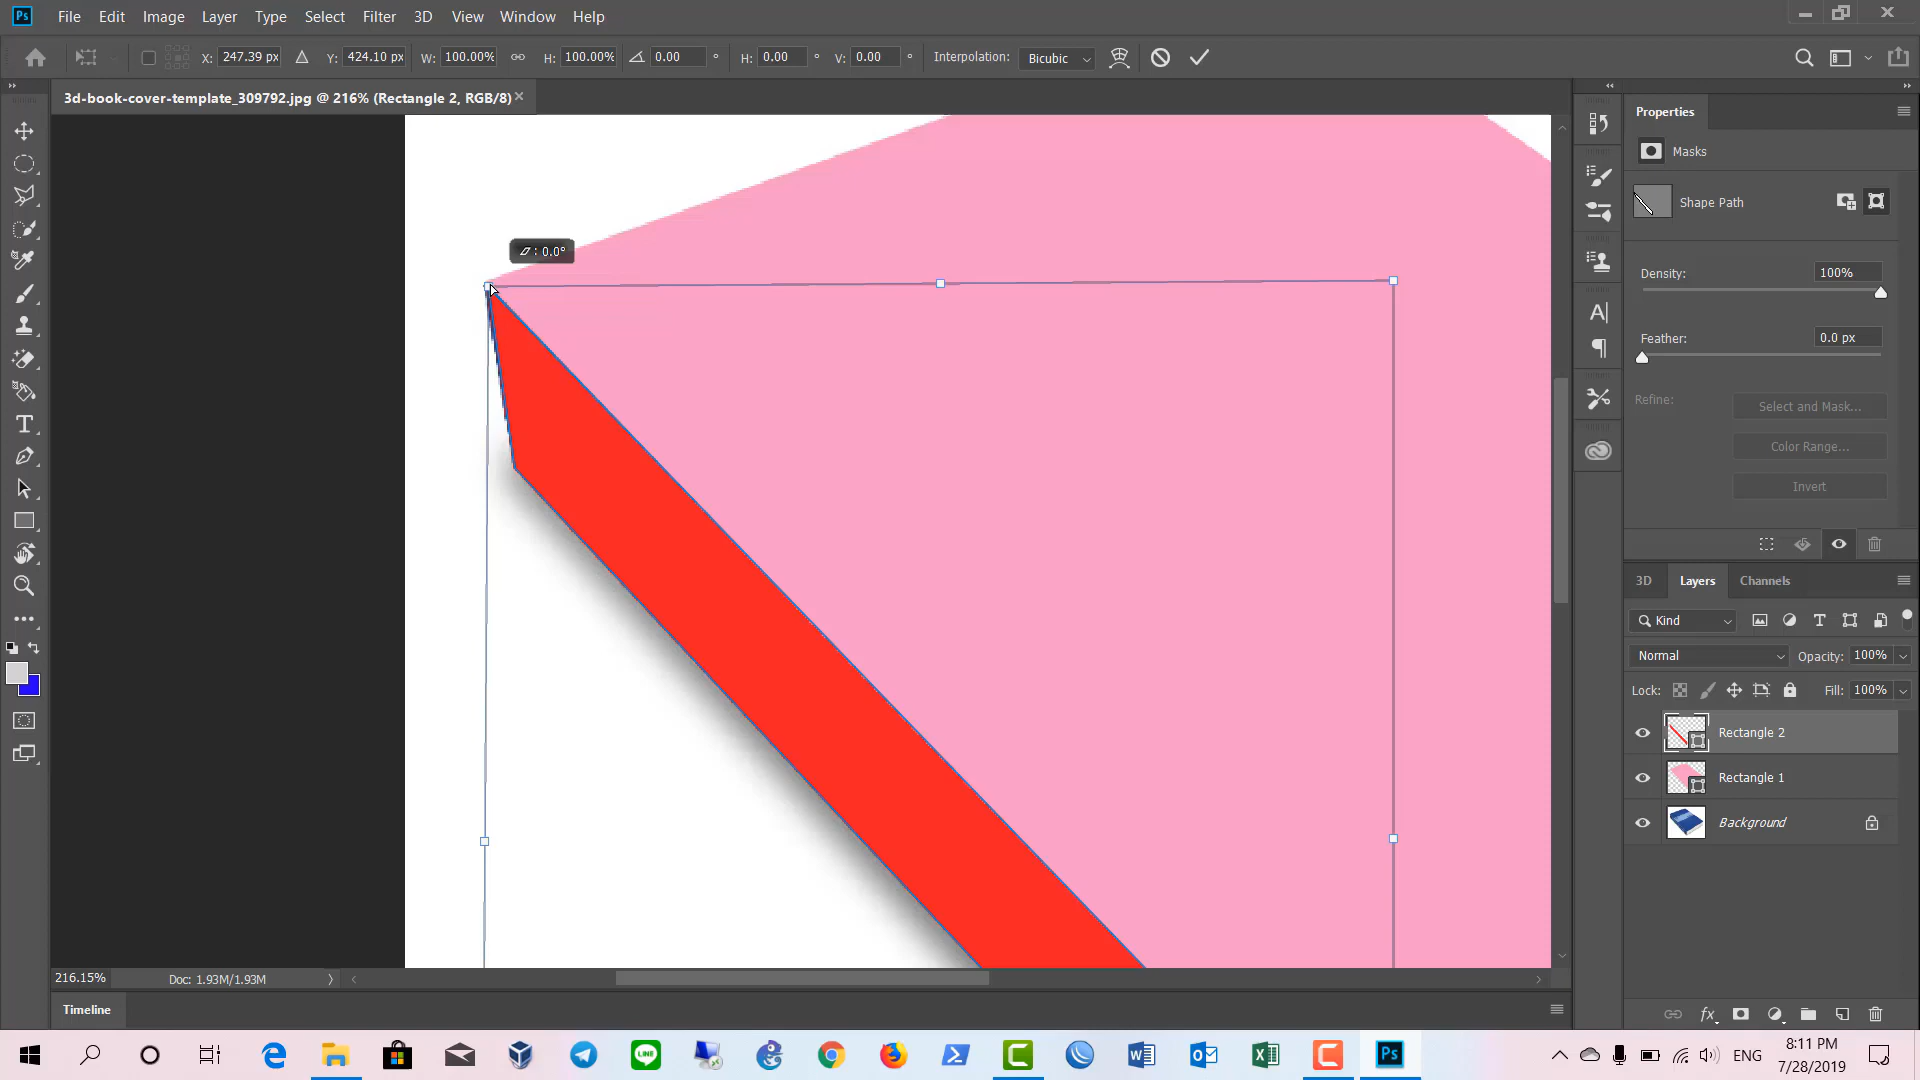 Ps File Edit Image Layer Type Select Filter 3D View Window Help
X: 247.39 px Y: 424.10 px W: 100.00% H: 100.00% 0.00 ° H: 0.00 ° V: 0.00 ° Interpolation: Bicubic
3d-book-cover-template_309792.jpg @ 216% (Rectangle 2, RGB/8) ×
: 0.0°
Properties
Masks
Shape Path
Density: 100%
Feather: 0.0 px
Refine: Select and Mask...
Color Range...
Invert
3D Layers Channels
Kind
Normal Opacity: 100%
Lock: Fill: 100%
Rectangle 2
Rectangle 1
Background
216.15% Doc: 1.93M/1.93M
Timeline
LINE
ENG 8:11 PM
7/28/2019